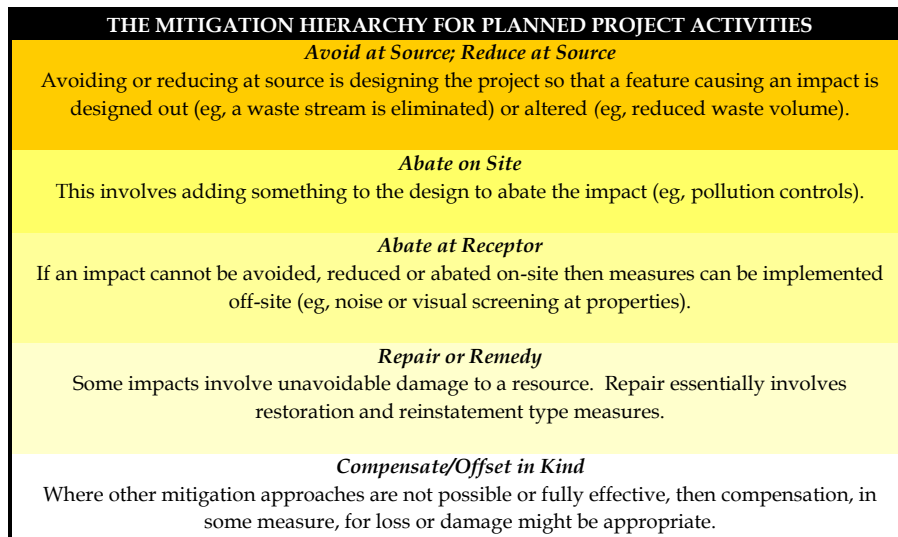 THE MITIGATION HIERARCHY FOR PLANNED PROJECT ACTIVITIES
Avoid at Source; Reduce at Source
Avoiding or reducing at source is designing the project so that a feature causing an impact is
designed out (eg, a waste stream is eliminated) or altered (eg, reduced waste volume).
Abate on Site
This involves adding something to the design to abate the impact (eg, pollution controls).
Abate at Receptor
If an impact cannot be avoided, reduced or abated on-site then measures can be implemented
off-site (eg, noise or visual screening at properties).
Repair or Remedy
Some impacts involve unavoidable damage to a resource.  Repair essentially involves
restoration and reinstatement type measures.
Compensate/Offset in Kind
Where other mitigation approaches are not possible or fully effective, then compensation, in
some measure, for loss or damage might be appropriate.